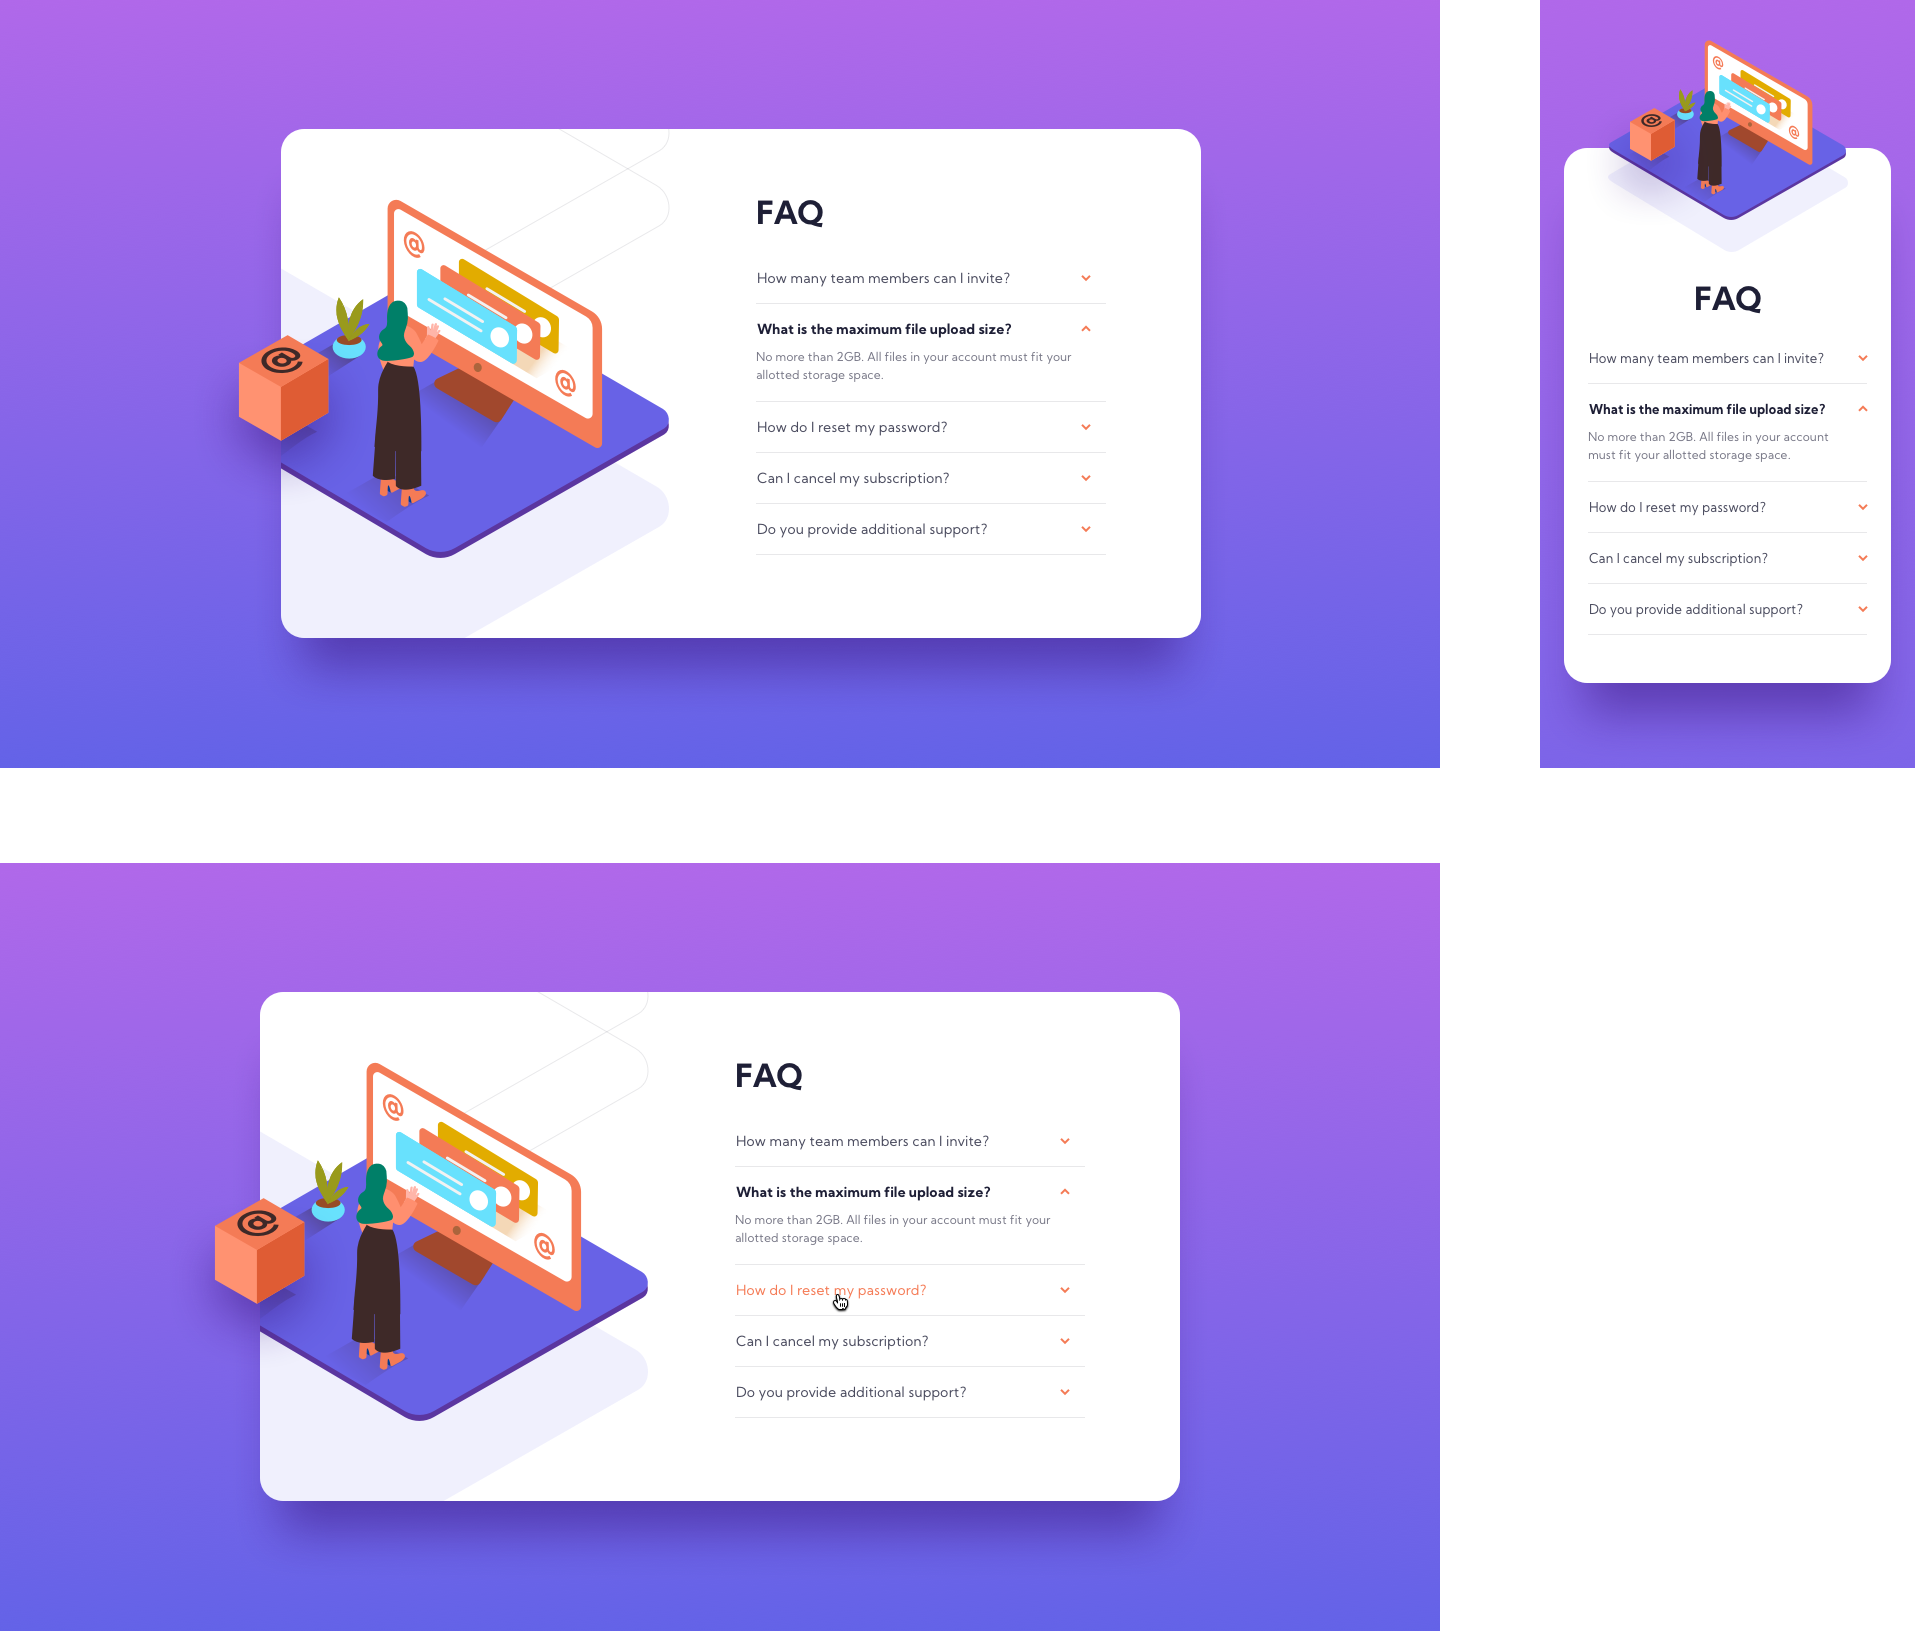 FAQ
How many team members can I invite?
What is the maximum file upload size?
No more than 2GB. All files in your account must fit your
allotted storage space.
How do I reset my password?
Can I cancel my subscription?
Do you provide additional support?
@
@
@
FAQ
How many team members can I invite?
What is the maximum file upload size?
No more than 2GB. All files in your account
must fit your allotted storage space.
How do I reset my password?
Can I cancel my subscription?
Do you provide additional support?
@
@
@
FAQ
How many team members can I invite?
What is the maximum file upload size?
No more than 2GB. All files in your account must fit your
allotted storage space.
How do I reset my password?
Can I cancel my subscription?
Do you provide additional support?
@
@
@